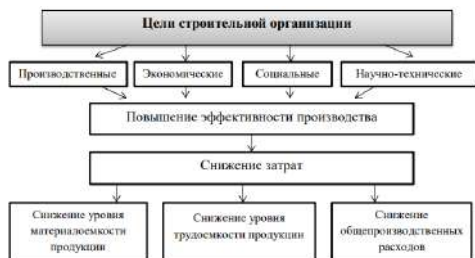 Цели строительной организации
Производственные
Экономические
Социальные
Научно-технические
Повышение эффективности производства
Снижение затрат
Снижение уровня
материалоемкости
продукции
Снижение уровня
трудоемкости продукции
Снижение
общепроизводственных
расходов